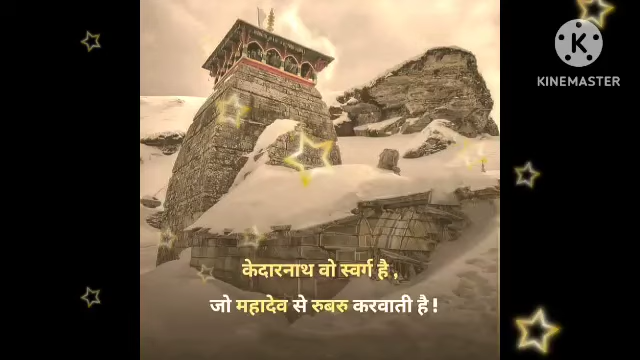 KINEMASTER
केदारनाथ वो स्वर्ग है ,
जो महादेव से रुबरु करवाती है !